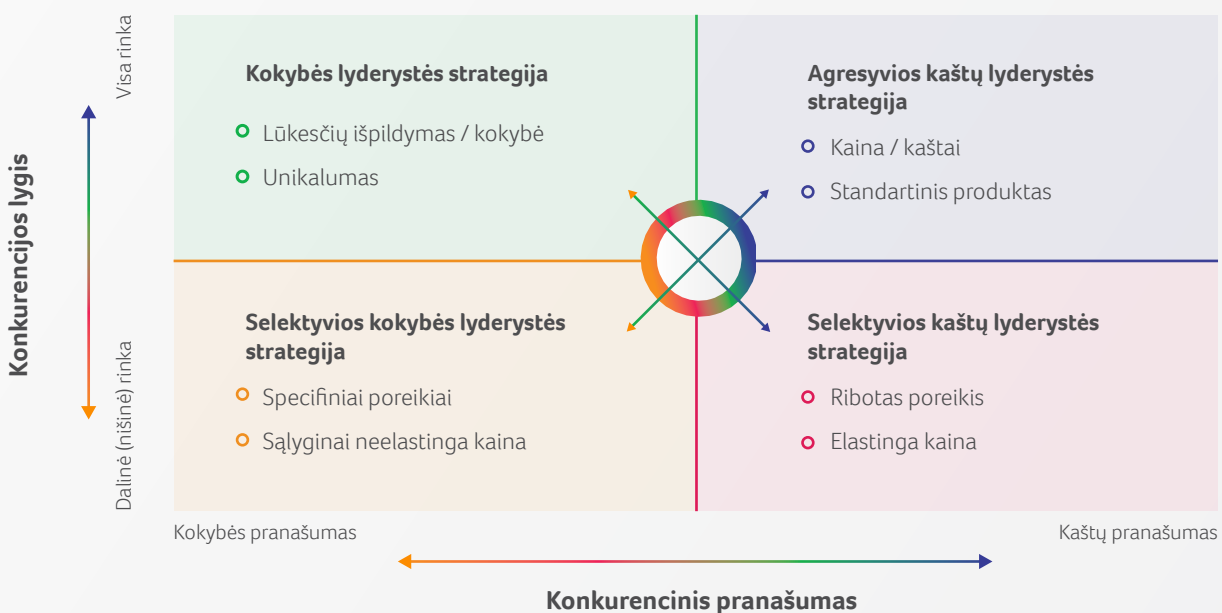 Konkurencijos lygis
Visa rinka
Dalinė (nišinė) rinka
Kokybės lyderystės strategija
Lūkesčių išpildymas / kokybė
Unikalumas
Agresyvios kaštų lyderystės
strategija
Kaina / kaštai
Standartinis produktas
Selektyvios kokybės lyderystės
strategija
Specifiniai poreikiai
Sąlyginai neelastinga kaina
Selektyvios kaštų lyderystės
strategija
Ribotas poreikis
Elastinga kaina
Kokybės pranašumas
Kaštų pranašumas
Konkurencinis pranašumas